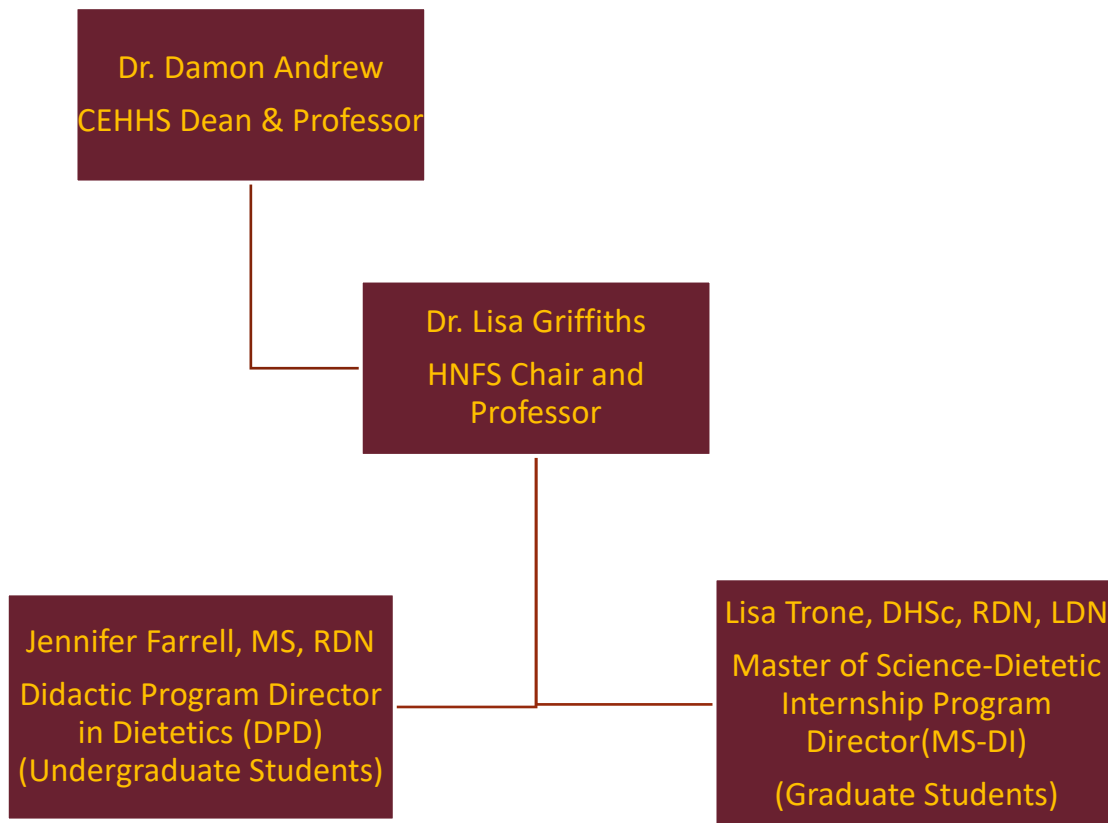 Dr. Damon Andrew
CEHHS Dean & Professor
Dr. Lisa Griffiths
HNFS Chair and
Professor
Jennifer Farrell, MS, RDN
Didactic Program Director
in Dietetics (DPD)
(Undergraduate Students)
Lisa Trone, DHSc, RDN, LDN
Master of Science-Dietetic
Internship Program
Director(MS-DI)
(Graduate Students)